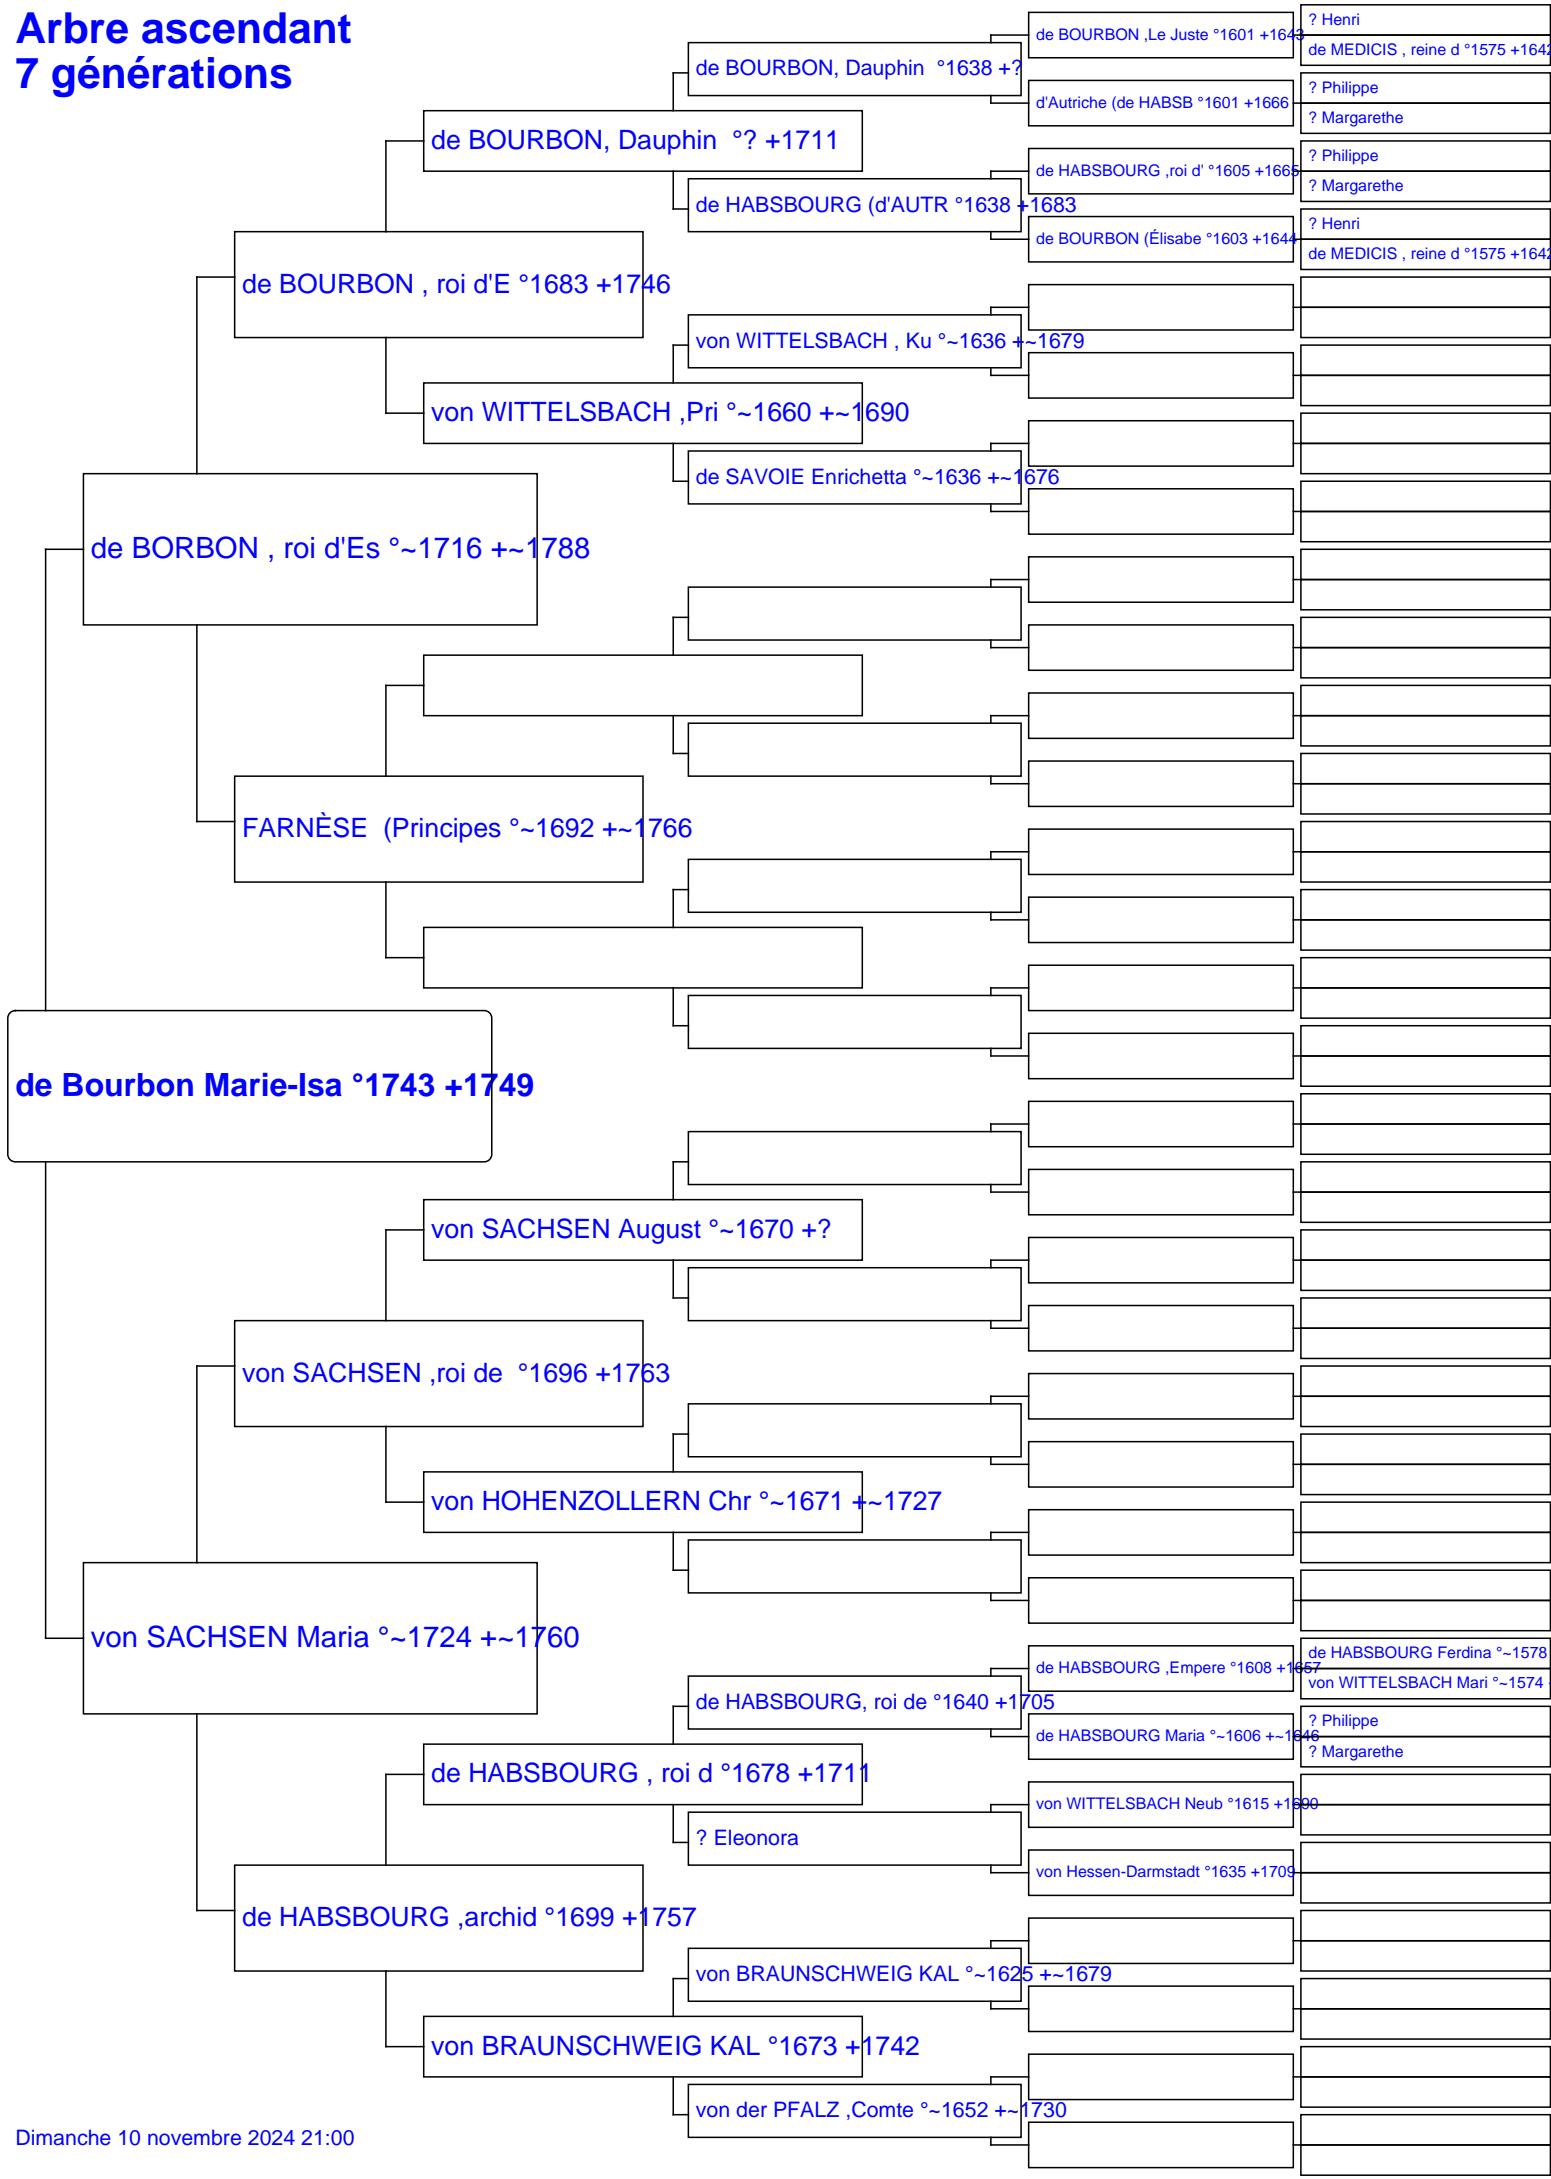 Arbre ascendant
7 générations
de BOURBON ,Le Juste °1601 +1643
? Henri
de MEDICIS , reine d °1575 +1642
de BOURBON, Dauphin  °1638 +?
d'Autriche (de HABSB °1601 +1666
? Philippe
? Margarethe
de BOURBON, Dauphin  °? +1711
de HABSBOURG ,roi d' °1605 +1665
? Philippe
? Margarethe
de HABSBOURG (d'AUTR °1638 +1683
de BOURBON (Élisabe °1603 +1644
? Henri
de MEDICIS , reine d °1575 +1642
de BOURBON , roi d'E °1683 +1746
von WITTELSBACH , Ku °~1636 +~1679
von WITTELSBACH ,Pri °~1660 +~1690
de SAVOIE Enrichetta °~1636 +~1676
de BORBON , roi d'Es °~1716 +~1788
FARNÈSE  (Principes °~1692 +~1766
de Bourbon Marie-Isa °1743 +1749
von SACHSEN August °~1670 +?
von SACHSEN ,roi de  °1696 +1763
von HOHENZOLLERN Chr °~1671 +~1727
von SACHSEN Maria °~1724 +~1760
de HABSBOURG ,Empere °1608 +1657
de HABSBOURG Ferdina °~1578
von WITTELSBACH Mari °~1574
de HABSBOURG, roi de °1640 +1705
de HABSBOURG Maria °~1606 +~1646
? Philippe
? Margarethe
de HABSBOURG , roi d °1678 +1711
von WITTELSBACH Neub °1615 +1690
? Eleonora
von Hessen-Darmstadt °1635 +1709
de HABSBOURG ,archid °1699 +1757
von BRAUNSCHWEIG KAL °~1625 +~1679
von BRAUNSCHWEIG KAL °1673 +1742
von der PFALZ ,Comte °~1652 +~1730
Dimanche 10 novembre 2024 21:00